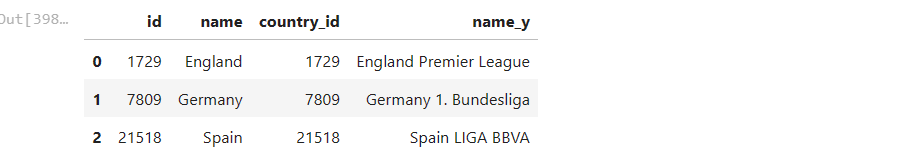 Out[398...
id name country_id name_y
0 1729 England 1729 England Premier League
1 7809 Germany 7809 Germany 1. Bundesliga
2 21518 Spain 21518 Spain LIGA BBVA